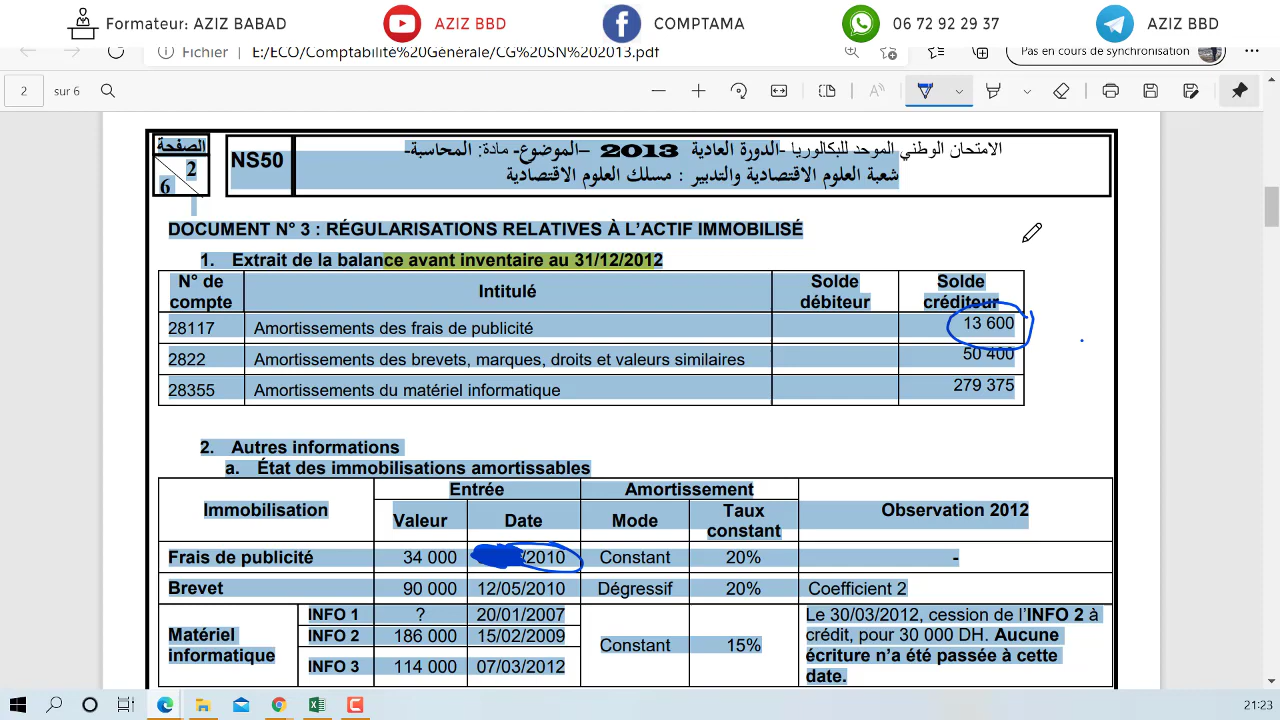 Formateur: AZIZ BABAD AZIZ BBD COMPTAMA 06 72 92 29 37 AZIZ BBD
Fichier E:/ECO/Comptabilité%20Générale/CG%20SN%202013.pdf Pas en cours de synchronisation
2 sur 6
الصفحة
2
6
NS50
الامتحان الوطني الموحد للبكالوريا -الدورة العادية 2013 -الموضوع- مادة: المحاسبة-
شعبة العلوم الاقتصادية والتدبير : مسلك العلوم الاقتصادية
DOCUMENT N° 3 : RÉGULARISATIONS RELATIVES À L'ACTIF IMMOBILISÉ
1. Extrait de la balance avant inventaire au 31/12/2012
N° de compte Intitulé Solde débiteur Solde créditeur
28117 Amortissements des frais de publicité 13 600
2822 Amortissements des brevets, marques, droits et valeurs similaires 50 400
28355 Amortissements du matériel informatique 279 375
2. Autres informations
a. État des immobilisations amortissables
Immobilisation Entrée Amortissement Observation 2012
Valeur Date Mode Taux constant
Frais de publicité 34 000 /2010 Constant 20% -
Brevet 90 000 12/05/2010 Dégressif 20% Coefficient 2
Matériel informatique Constant 15%
INFO 1 ? 20/01/2007
INFO 2 186 000 15/02/2009
INFO 3 114 000 07/03/2012
Le 30/03/2012, cession de l'INFO 2 à
crédit, pour 30 000 DH. Aucune
écriture n'a été passée à cette
date.
21:23